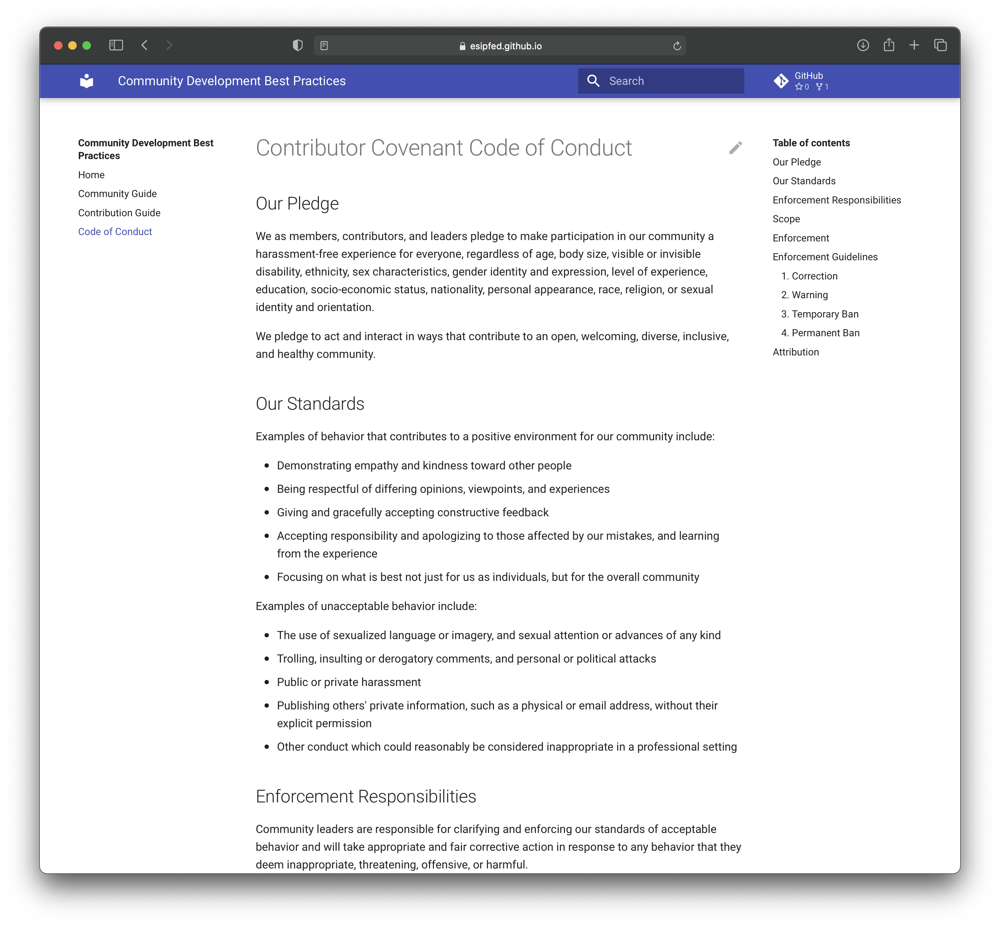 esipfed.github.io
Community Development Best Practices
Search
GitHub
0 1
Community Development Best
Practices
Home
Community Guide
Contribution Guide
Code of Conduct
Contributor Covenant Code of Conduct
Our Pledge
We as members, contributors, and leaders pledge to make participation in our community a
harassment-free experience for everyone, regardless of age, body size, visible or invisible
disability, ethnicity, sex characteristics, gender identity and expression, level of experience,
education, socio-economic status, nationality, personal appearance, race, religion, or sexual
identity and orientation.
We pledge to act and interact in ways that contribute to an open, welcoming, diverse, inclusive,
and healthy community.
Our Standards
Examples of behavior that contributes to a positive environment for our community include:
• Demonstrating empathy and kindness toward other people
• Being respectful of differing opinions, viewpoints, and experiences
• Giving and gracefully accepting constructive feedback
• Accepting responsibility and apologizing to those affected by our mistakes, and learning
from the experience
• Focusing on what is best not just for us as individuals, but for the overall community
Examples of unacceptable behavior include:
• The use of sexualized language or imagery, and sexual attention or advances of any kind
• Trolling, insulting or derogatory comments, and personal or political attacks
• Public or private harassment
• Publishing others' private information, such as a physical or email address, without their
explicit permission
• Other conduct which could reasonably be considered inappropriate in a professional setting
Enforcement Responsibilities
Community leaders are responsible for clarifying and enforcing our standards of acceptable
behavior and will take appropriate and fair corrective action in response to any behavior that they
deem inappropriate, threatening, offensive, or harmful.
Table of contents
Our Pledge
Our Standards
Enforcement Responsibilities
Scope
Enforcement
Enforcement Guidelines
1. Correction
2. Warning
3. Temporary Ban
4. Permanent Ban
Attribution